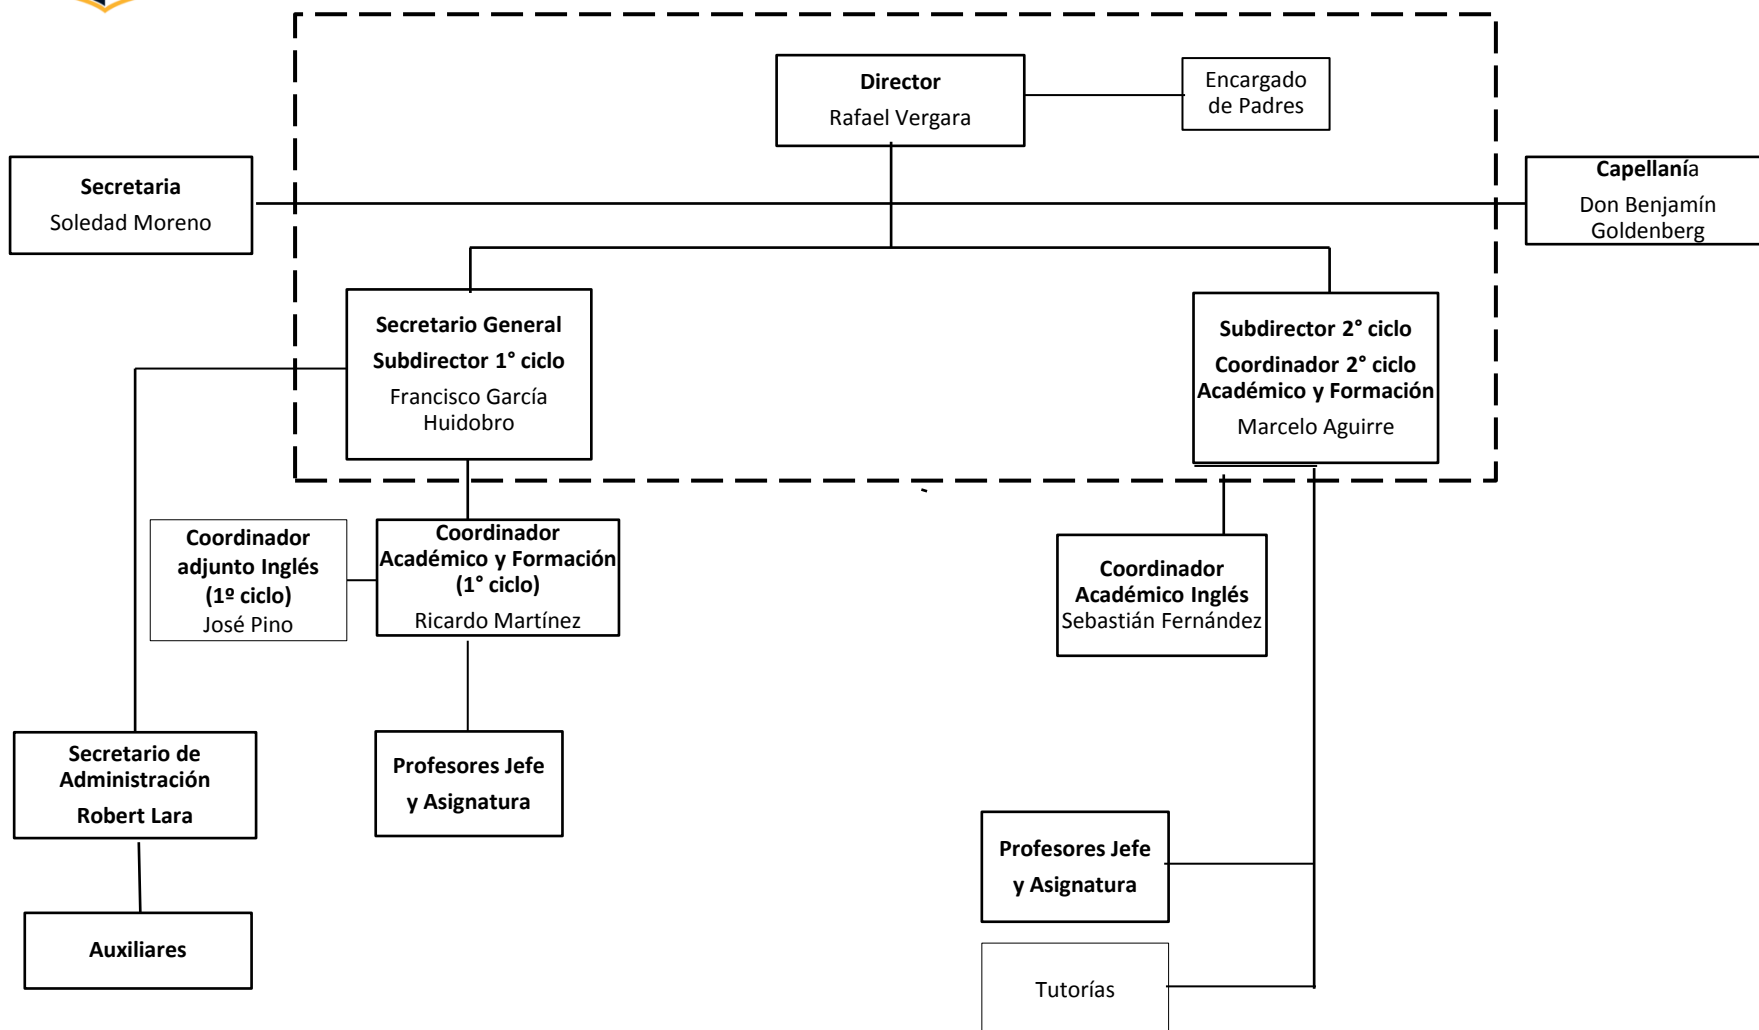 Director
Rafael Vergara
Encargado
de Padres
Secretaria
Soledad Moreno
Capellanía
Don Benjamín
Goldenberg
Secretario General
Subdirector 1° ciclo
Francisco García
Huidobro
Subdirector 2° ciclo
Coordinador 2° ciclo
Académico y Formación
Marcelo Aguirre
Coordinador
adjunto Inglés
(1º ciclo)
José Pino
Coordinador
Académico y Formación
(1° ciclo)
Ricardo Martínez
Coordinador
Académico Inglés
Sebastián Fernández
Secretario de
Administración
Robert Lara
Profesores Jefe
y Asignatura
Profesores Jefe
y Asignatura
Auxiliares
Tutorías